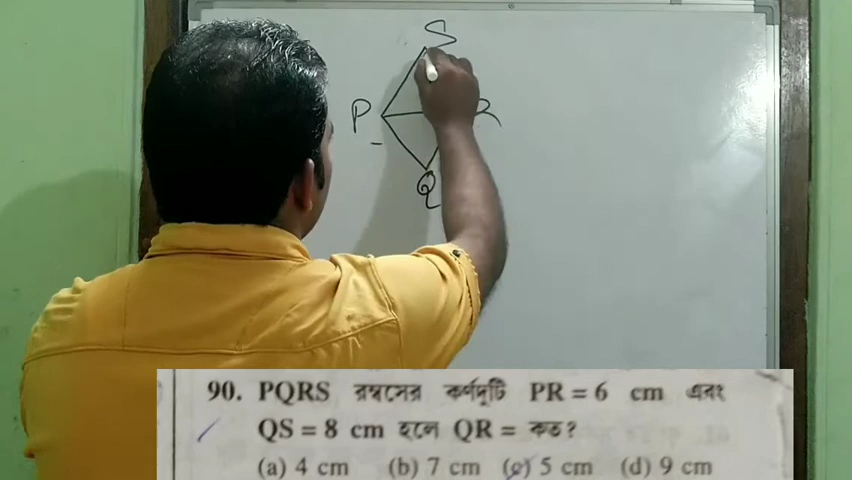 S
P
R
Q
90. PQRS রম্বসের কর্ণদুটি PR = 6 cm এবং
QS = 8 cm হলে QR = কত?
(a) 4 cm (b) 7 cm (c) 5 cm (d) 9 cm